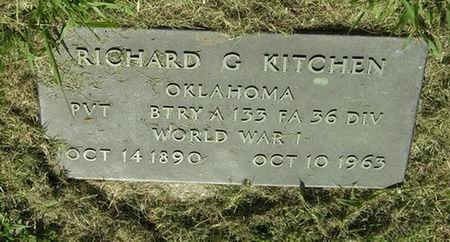 RICHARD G KITCHEN
OKLAHOMA
PVT BTRY A 133 FA 36 DIV
WORLD WAR I
OCT 14 1890 OCT 10 1963